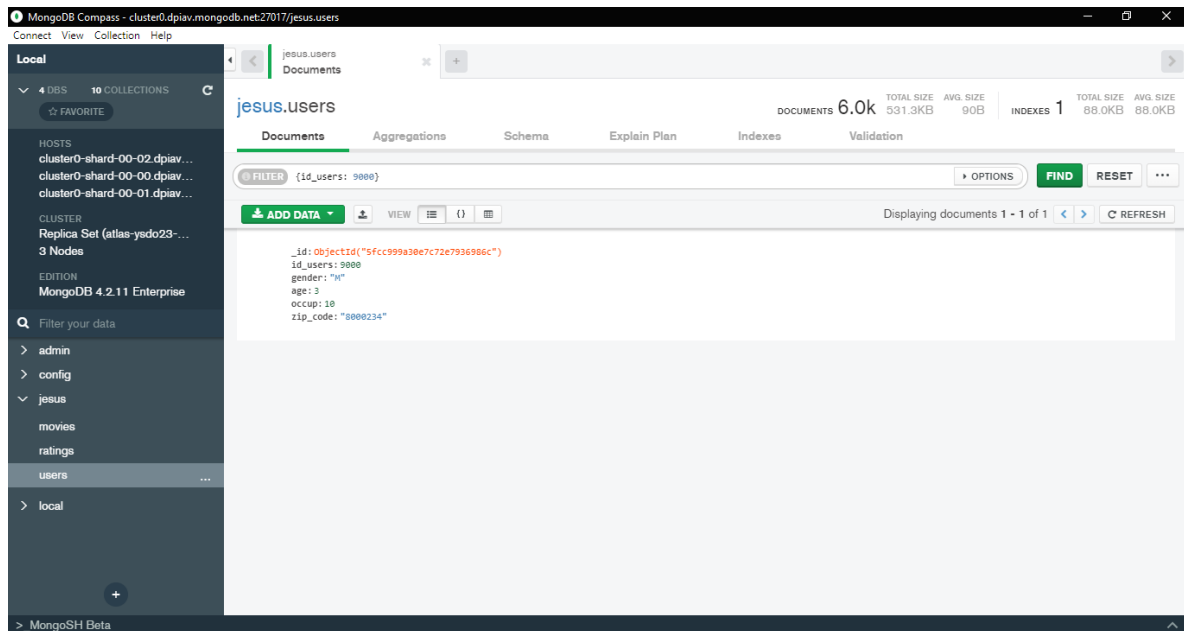 MongoDB Compass - cluster0.dpiav.mongodb.net:27017/jesus.users
Connect View Collection Help
Local
4 DBS 10 COLLECTIONS
FAVORITE
HOSTS
cluster0-shard-00-02.dpiav...
cluster0-shard-00-00.dpiav...
cluster0-shard-00-01.dpiav...
CLUSTER
Replica Set (atlas-ysdo23-...
3 Nodes
EDITION
MongoDB 4.2.11 Enterprise
Filter your data
admin
config
jesus
movies
ratings
users ...
local
>_MongoSH Beta
jesus.users
Documents
jesus.users
DOCUMENTS 6.0k TOTAL SIZE 531.3KB AVG. SIZE 90B INDEXES 1 TOTAL SIZE 88.0KB AVG. SIZE 88.0KB
Documents Aggregations Schema Explain Plan Indexes Validation
FILTER {id_users: 9000} OPTIONS FIND RESET ...
ADD DATA VIEW {} Displaying documents 1 - 1 of 1 < > REFRESH
_id: ObjectId("5fcc999a30e7c72e7936986c")
id_users: 9000
gender: "M"
age: 3
occup: 10
zip_code: "8000234"